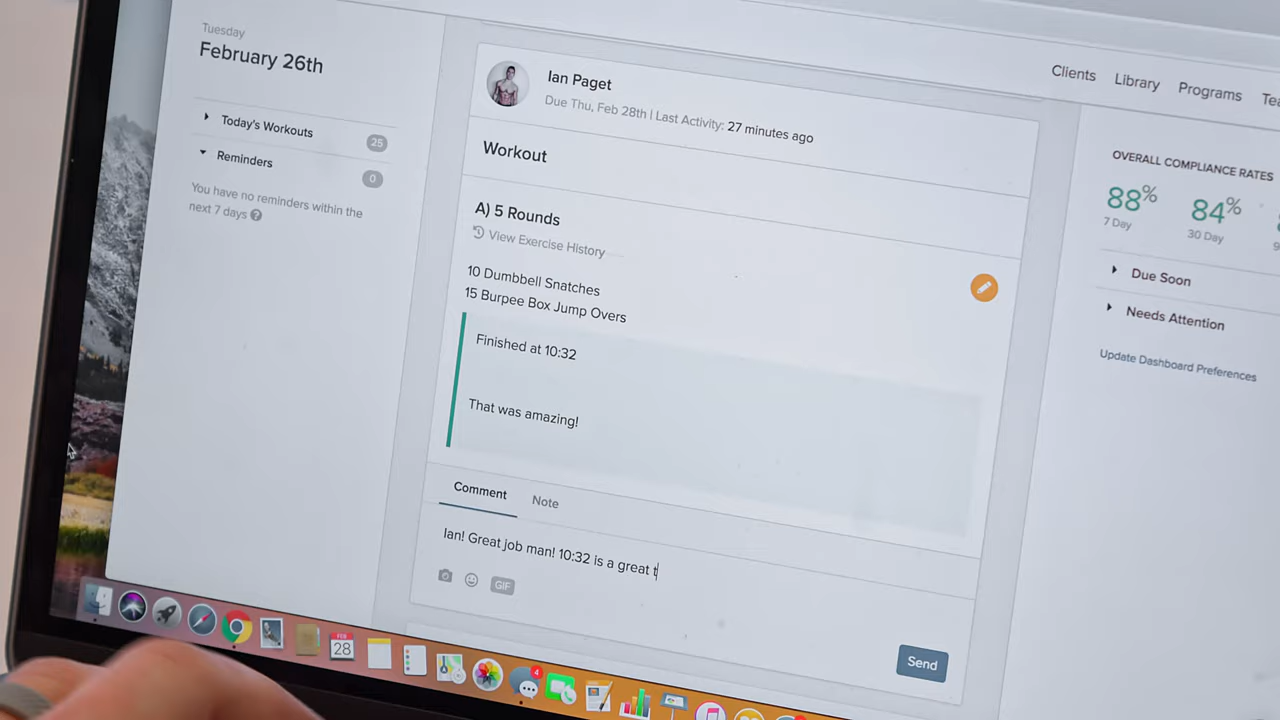 Tuesday
February 26th
Today's Workouts 25
Reminders 0
You have no reminders within the
next 7 days ?
Ian Paget
Due Thu, Feb 28th | Last Activity: 27 minutes ago
Workout
A) 5 Rounds
View Exercise History
10 Dumbbell Snatches
15 Burpee Box Jump Overs
Finished at 10:32
That was amazing!
Comment Note
Ian! Great job man! 10:32 is a great t
GIF
Send
Clients Library Programs
OVERALL COMPLIANCE RATES
88% 84%
7 Day 30 Day
Due Soon
Needs Attention
Update Dashboard Preferences
FEB
28
4